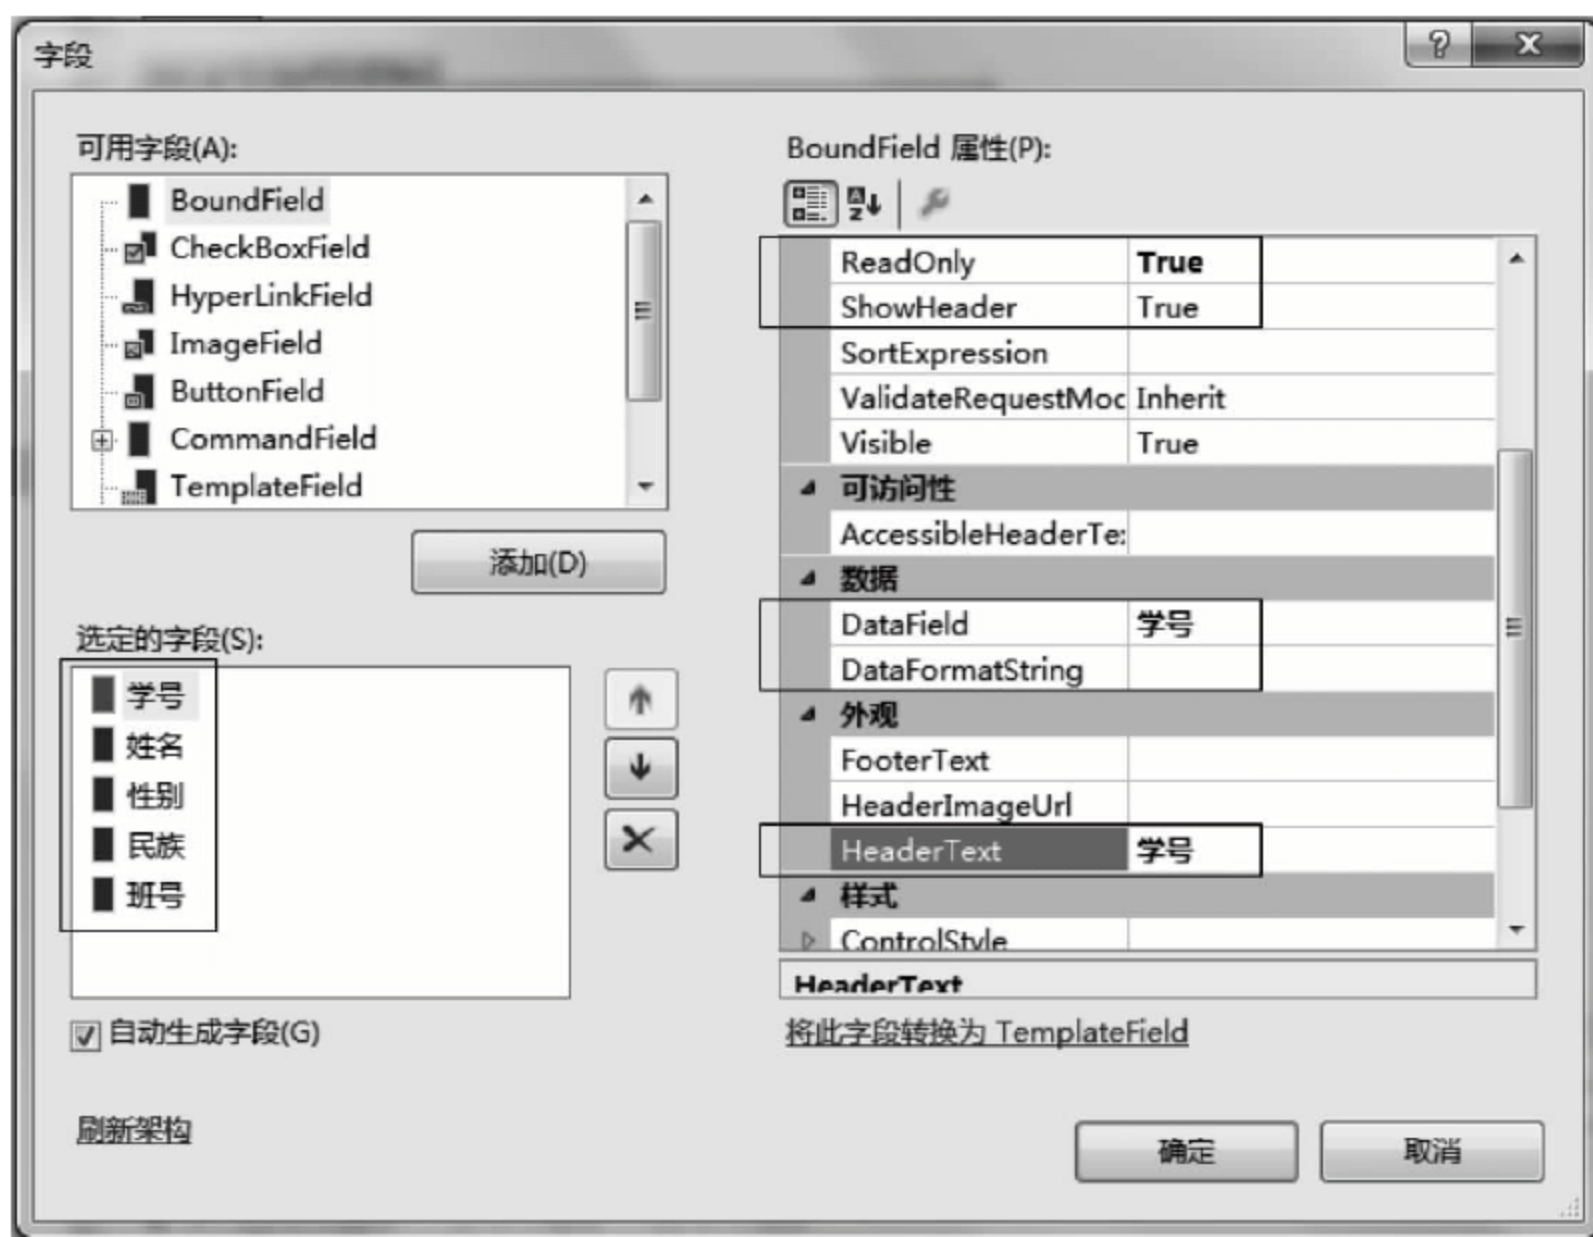 字段
可用字段(A):
BoundField
CheckBoxField
HyperLinkField
ImageField
ButtonField
CommandField
TemplateField
添加(D)
选定的字段(S):
学号
姓名
性别
民族
班号
自动生成字段(G)
刷新架构
BoundField 属性(P):
ReadOnly True
ShowHeader True
SortExpression
ValidateRequestMoc Inherit
Visible True
可访问性
AccessibleHeaderTe
数据
DataField 学号
DataFormatString
外观
FooterText
HeaderImageUrl
HeaderText 学号
样式
ControlStyle
HeaderText
将此字段转换为 TemplateField
确定
取消